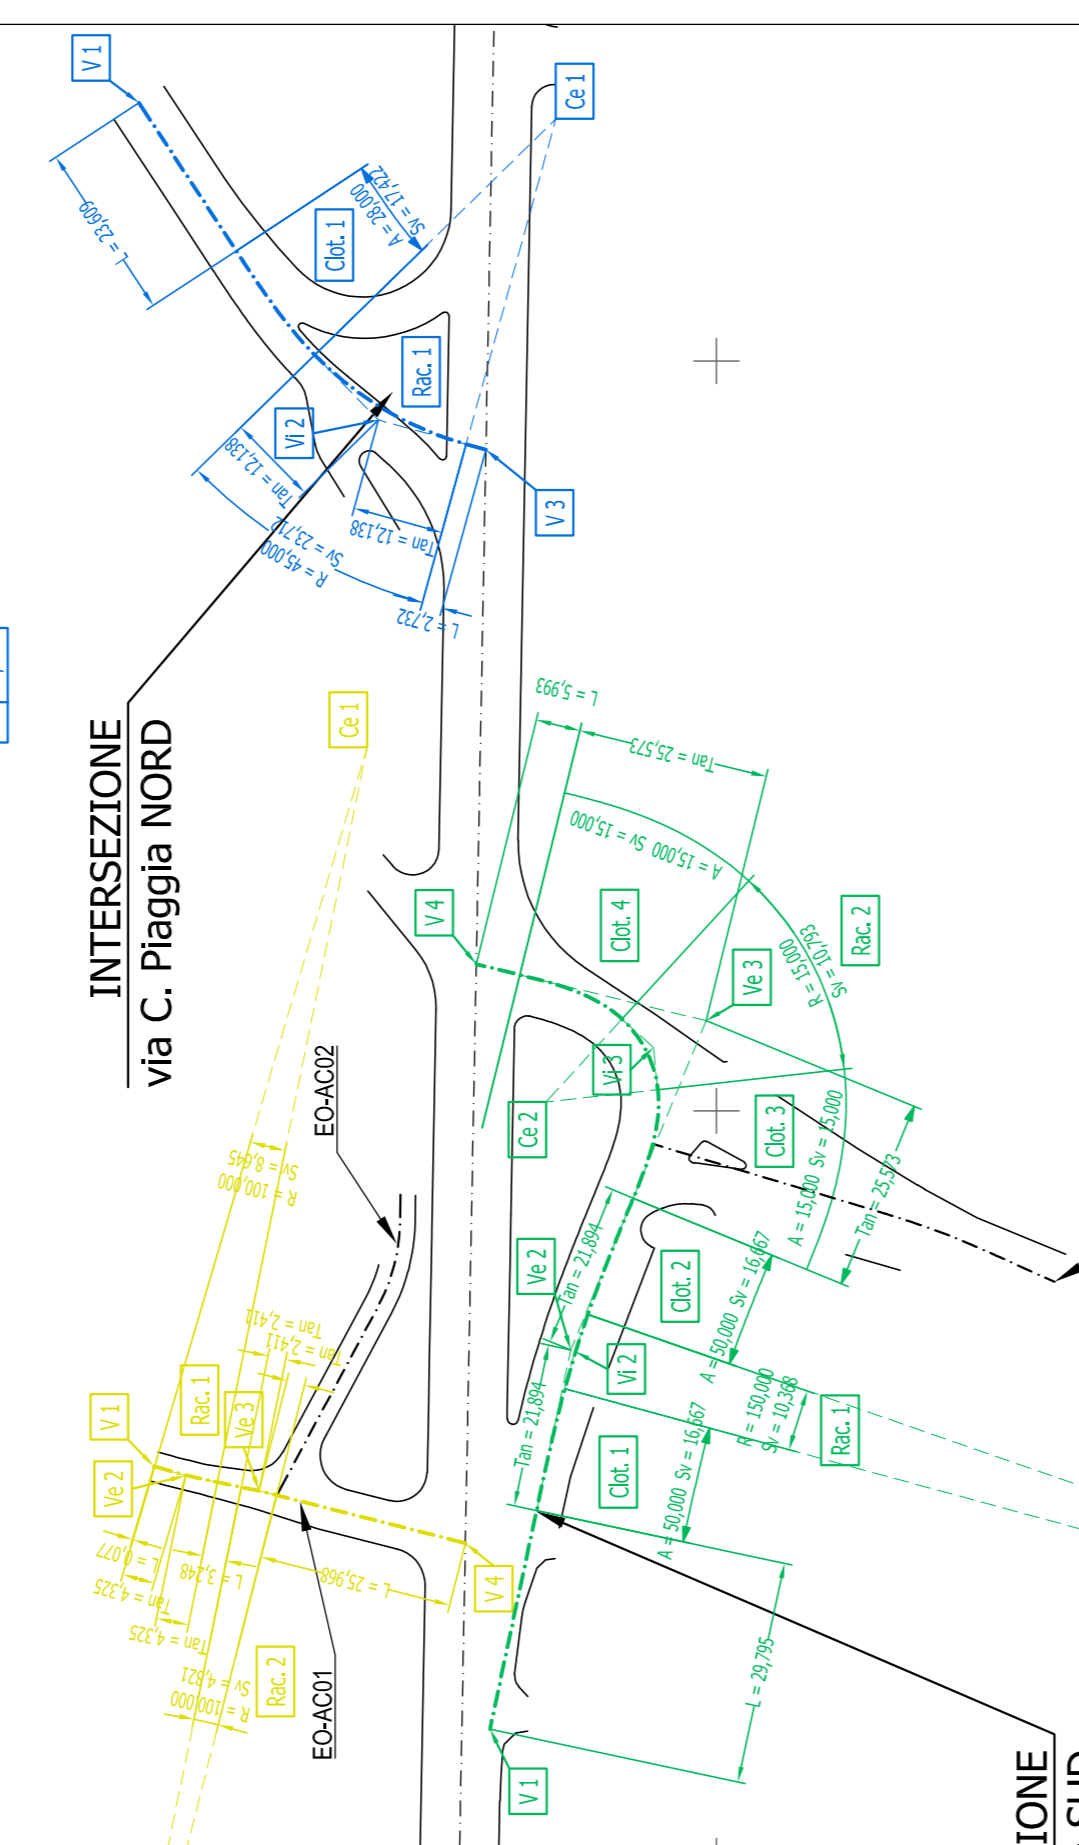 V 1
L = 23,609
Ce 1
A = 28,000
Sv = 17,422
Clot. 1
Rac. 1
Vi 2
Tan = 12,138
Tan = 12,138
R = 45,000
Sv = 23,712
L = 2,732
V 3
INTERSEZIONE
via C. Piaggia NORD
Ce 1
EO-AC02
R = 100,000
Sv = 8,645
Tan = 2,411
Tan = 2,411
Rac. 1
Ve 3
V 1
Ve 2
L = 0,077
Tan = 4,325
Tan = 4,325
L = 3,248
L = 25,968
V 4
R = 100,000
Sv = 4,821
Rac. 2
EO-AC01
L = 5,993
Tan = 25,573
A = 15,000 Sv = 15,000
V 4
Clot. 4
Rac. 2
R = 15,000
Sv = 10,793
Ve 3
Vi 3
Ce 2
Clot. 3
A = 15,000 Sv = 15,000
Tan = 25,573
Tan = 21,894
Ve 2
Clot. 2
A = 50,000 Sv = 16,667
Vi 2
Tan = 21,894
R = 150,000
Sv = 10,368
Rac. 1
Clot. 1
A = 50,000 Sv = 16,667
L = 29,795
V 1
IONE
SUD